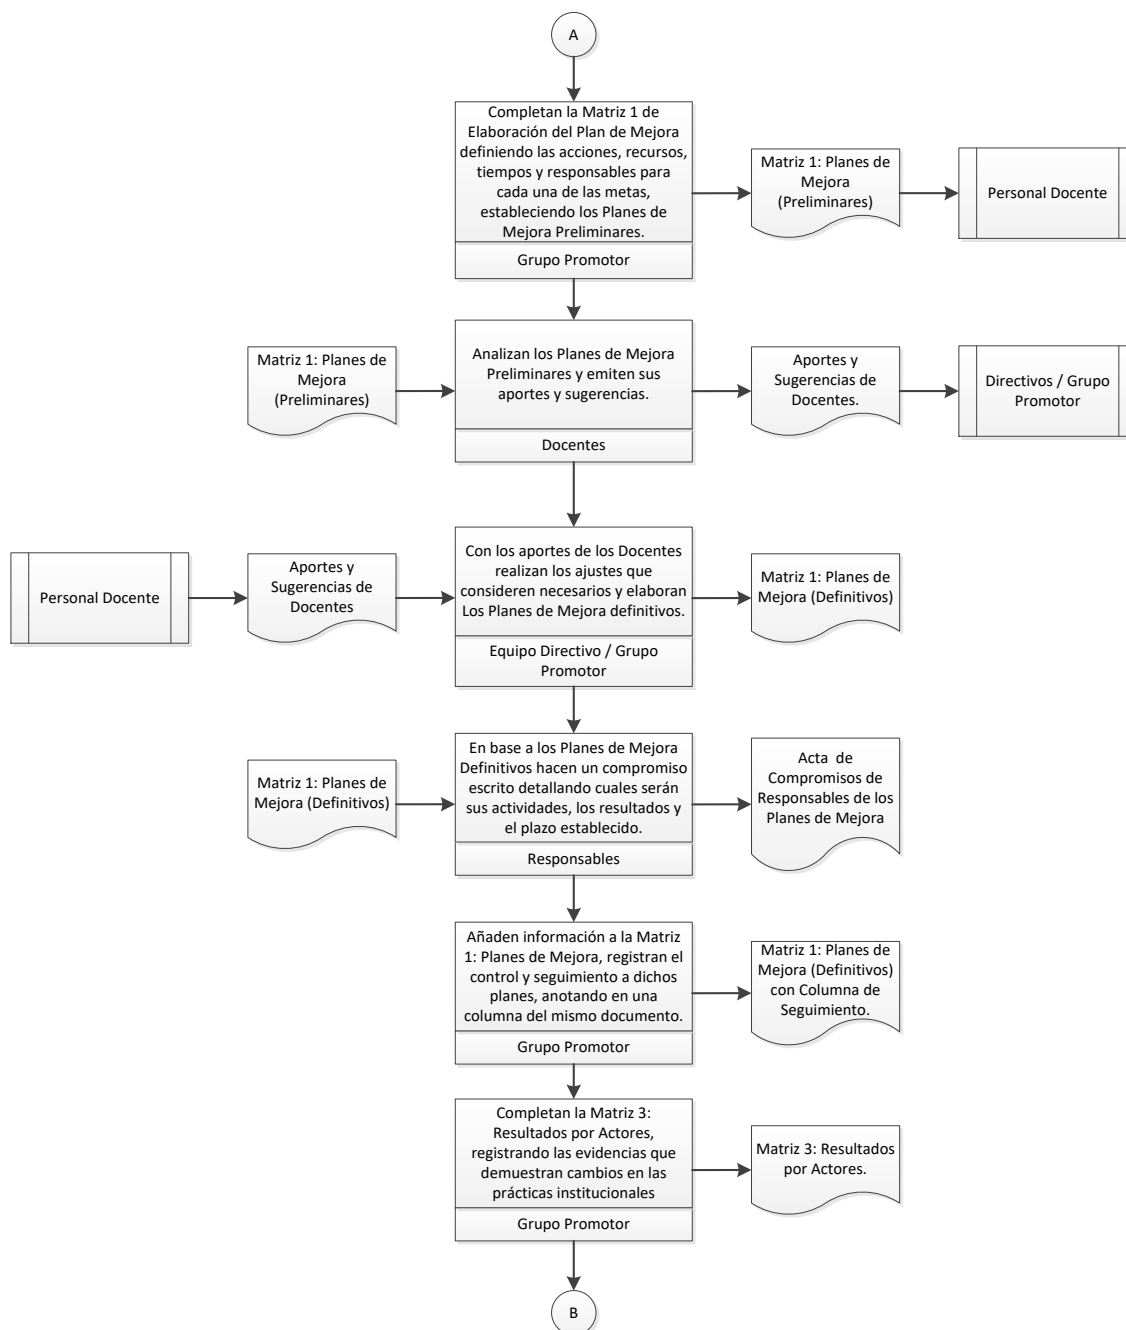 A
Completan la Matriz 1 de
Elaboración del Plan de Mejora
definiendo las acciones, recursos,
tiempos y responsables para
cada una de las metas,
estableciendo los Planes de
Mejora Preliminares.
Grupo Promotor
Matriz 1: Planes de
Mejora
(Preliminares)
Personal Docente
Matriz 1: Planes de
Mejora
(Preliminares)
Analizan los Planes de Mejora
Preliminares y emiten sus
aportes y sugerencias.
Docentes
Aportes y
Sugerencias de
Docentes.
Directivos / Grupo
Promotor
Personal Docente
Aportes y
Sugerencias de
Docentes
Con los aportes de los Docentes
realizan los ajustes que
consideren necesarios y elaboran
Los Planes de Mejora definitivos.
Equipo Directivo / Grupo
Promotor
Matriz 1: Planes de
Mejora (Definitivos)
Matriz 1: Planes de
Mejora (Definitivos)
En base a los Planes de Mejora
Definitivos hacen un compromiso
escrito detallando cuales serán
sus actividades, los resultados y
el plazo establecido.
Responsables
Acta de
Compromisos de
Responsables de los
Planes de Mejora
Añaden información a la Matriz
1: Planes de Mejora, registran el
control y seguimiento a dichos
planes, anotando en una
columna del mismo documento.
Grupo Promotor
Matriz 1: Planes de
Mejora (Definitivos)
con Columna de
Seguimiento.
Completan la Matriz 3:
Resultados por Actores,
registrando las evidencias que
demuestran cambios en las
prácticas institucionales
Grupo Promotor
Matriz 3: Resultados
por Actores.
B